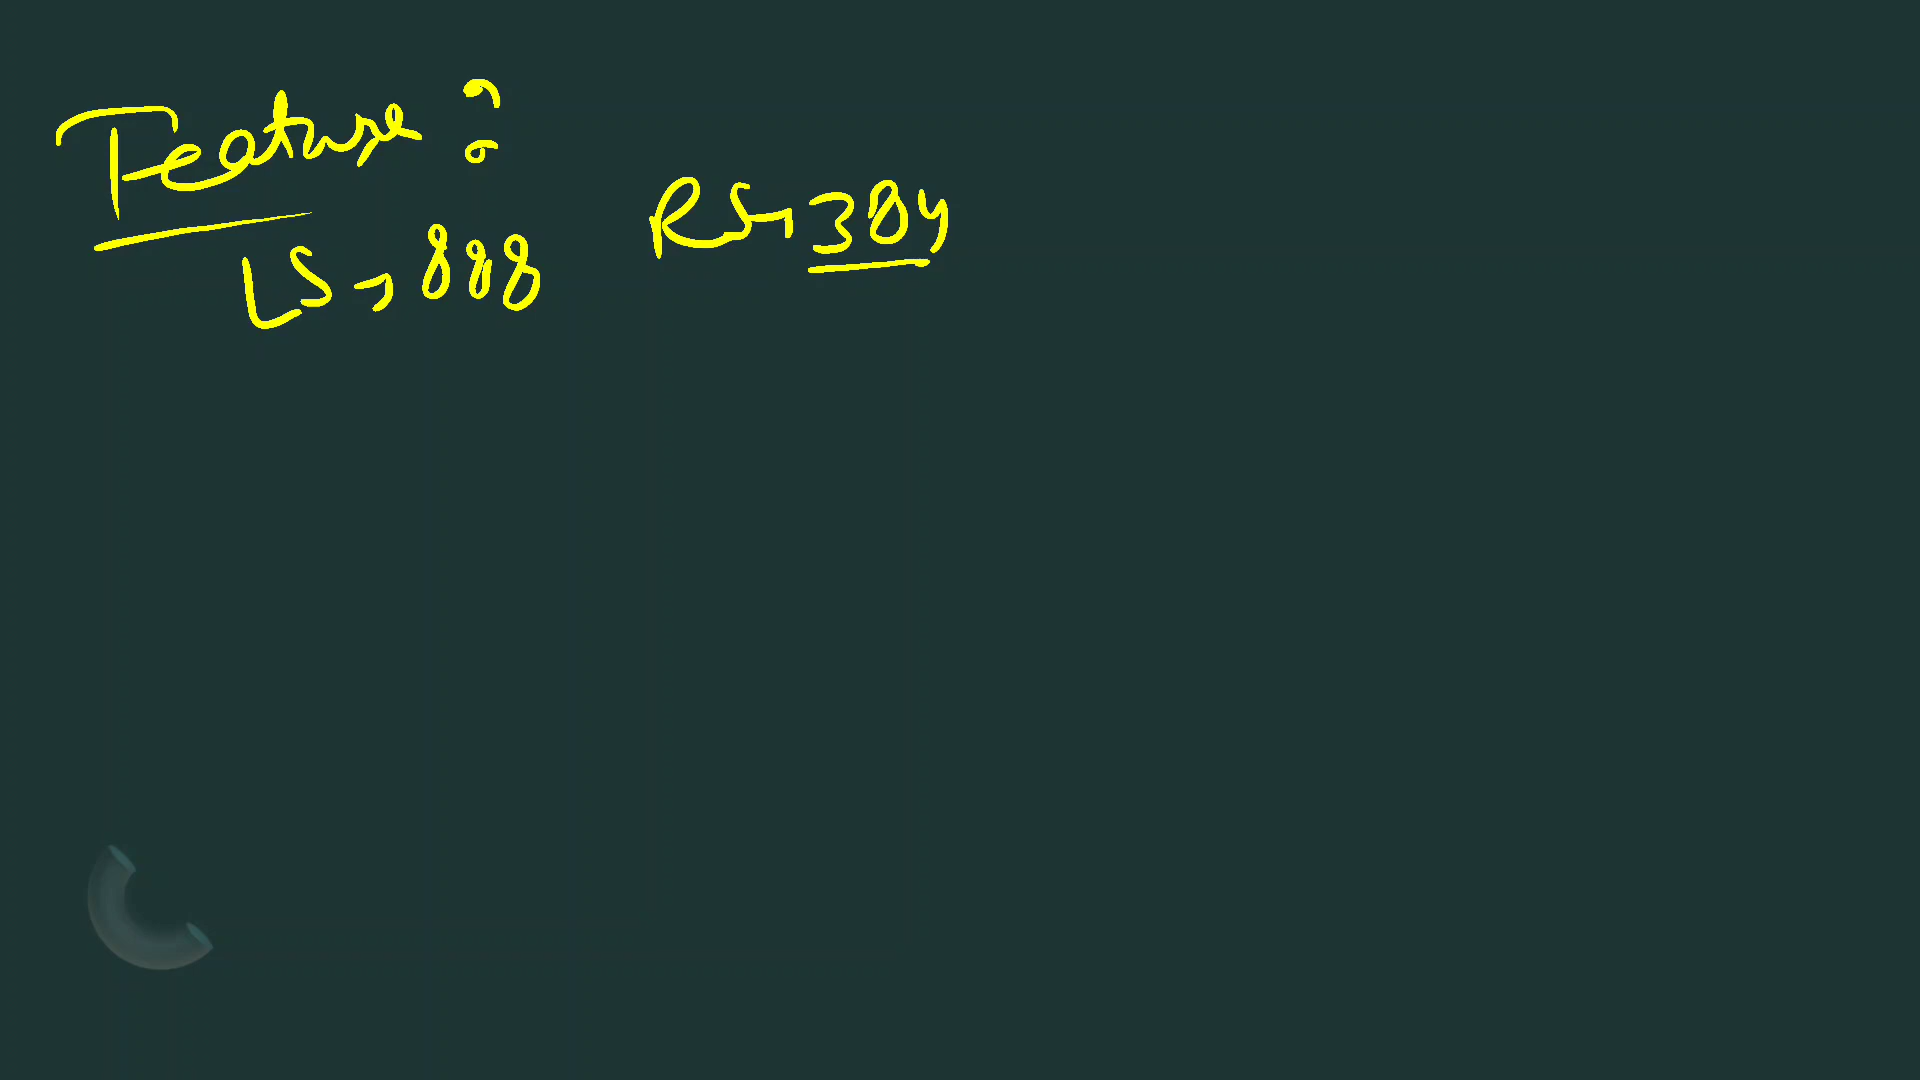 Feature :
LS → 888
RS → 384